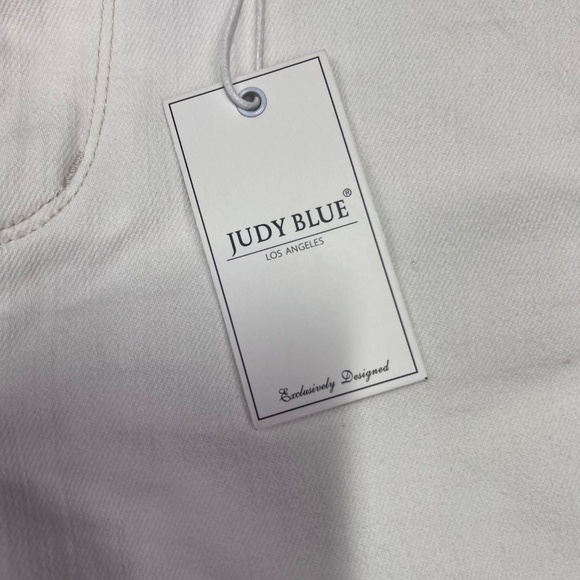 JUDY BLUE®
LOS ANGELES
Exclusively Designed